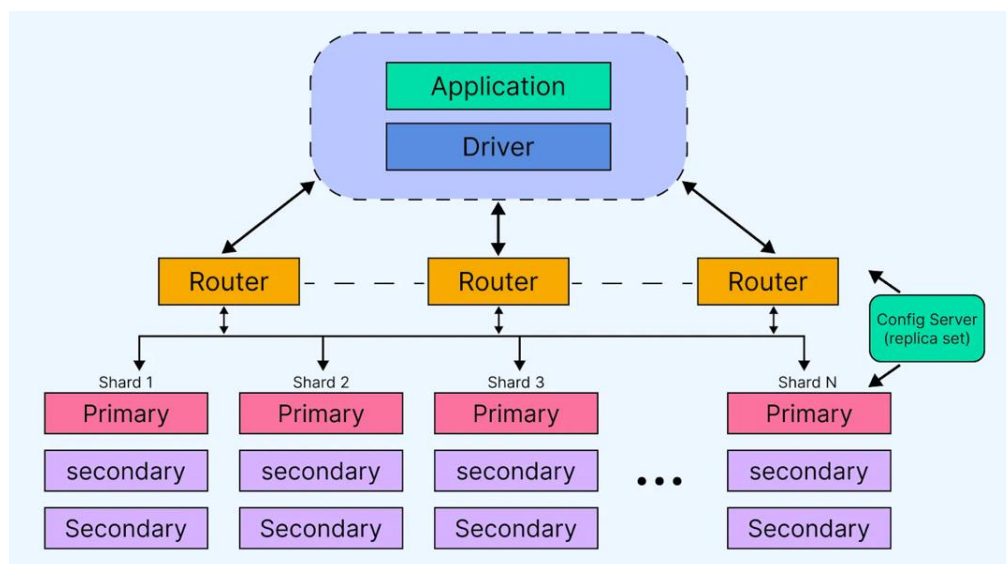 Application
Driver
Router
Router
Router
Config Server
(replica set)
Shard 1
Shard 2
Shard 3
Shard N
Primary
Primary
Primary
Primary
secondary
secondary
secondary
secondary
Secondary
Secondary
Secondary
Secondary